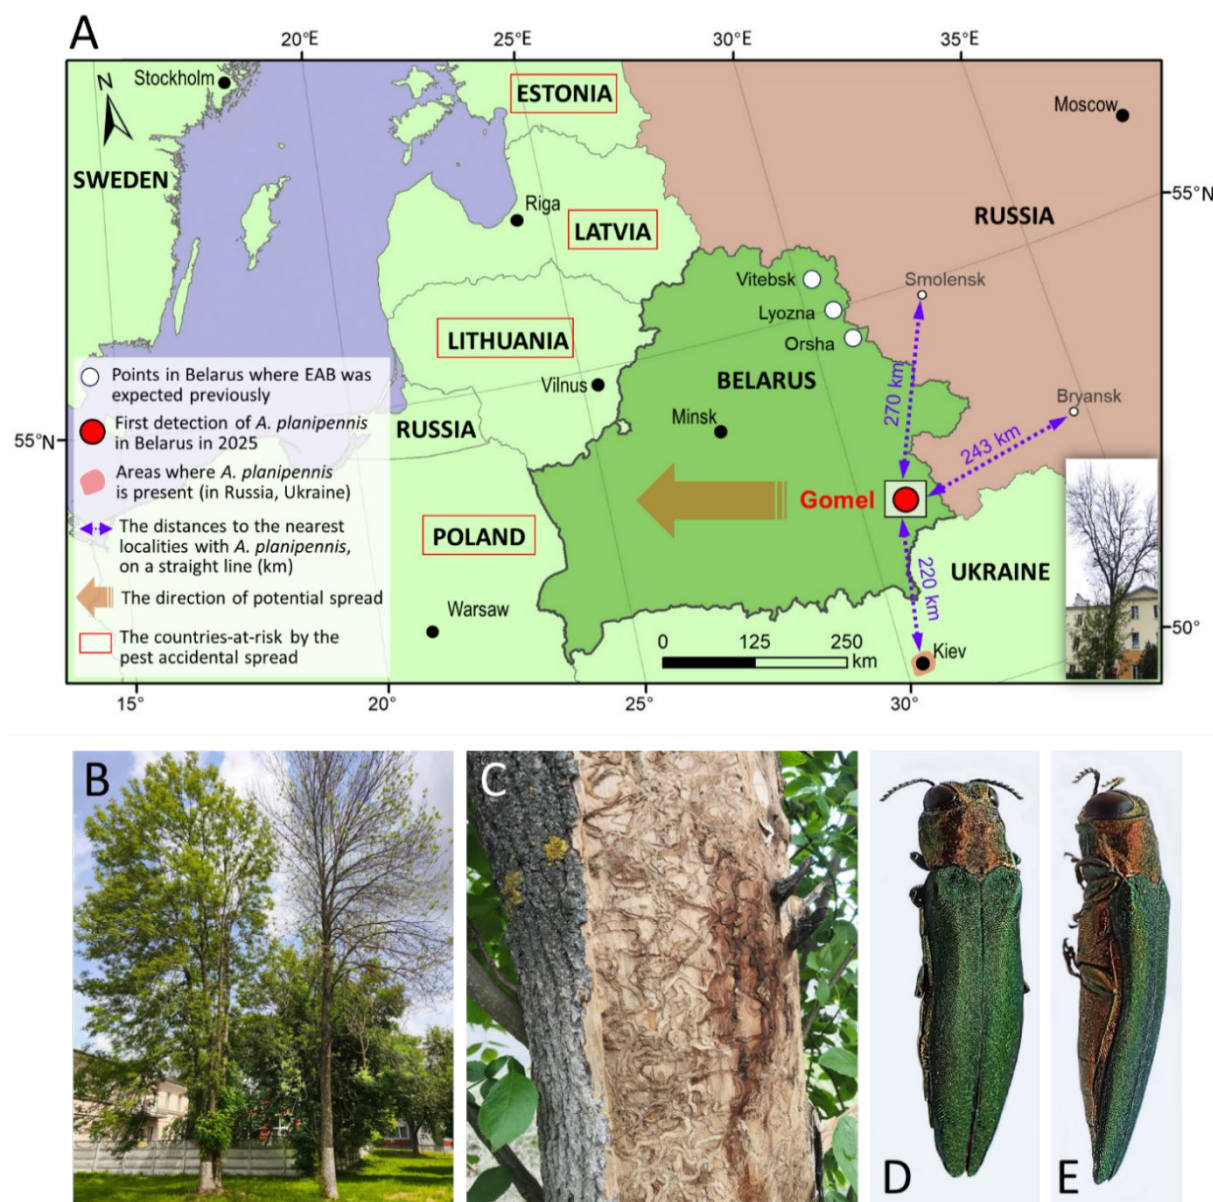 A
20°E
25°E
30°E
35°E
N
Stockholm
ESTONIA
Moscow
SWEDEN
55°N
Riga
LATVIA
RUSSIA
Vitebsk
Smolensk
Lyozna
LITHUANIA
Orsha
Vilnus
BELARUS
270 km
Bryansk
Minsk
243 km
RUSSIA
55°N
Gomel
POLAND
220 km
UKRAINE
Warsaw
50°
0 125 250
km
Kiev
Points in Belarus where EAB was
expected previously
First detection of A. planipennis
in Belarus in 2025
Areas where A. planipennis
is present (in Russia, Ukraine)
The distances to the nearest
localities with A. planipennis,
on a straight line (km)
The direction of potential spread
The countries-at-risk by the
pest accidental spread
15°
20°
25°
30°
B
C
D
E